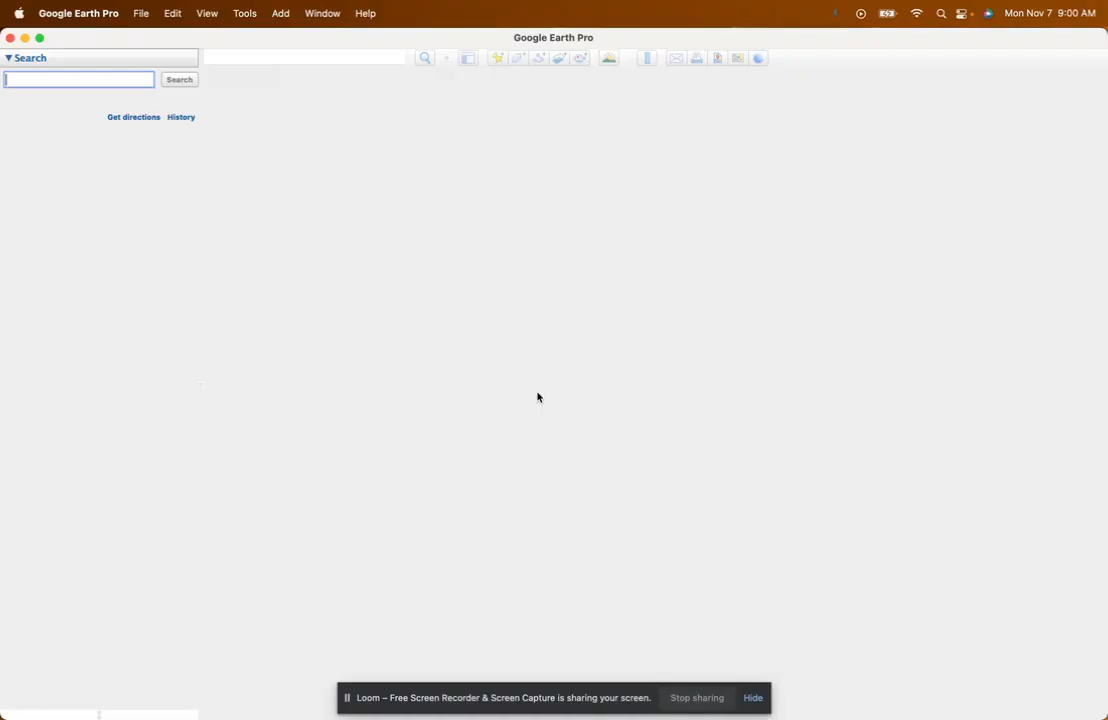 Google Earth Pro File Edit View Tools Add Window Help Mon Nov 7 9:00 AM
Google Earth Pro
Search
Search
Get directions History
Loom – Free Screen Recorder & Screen Capture is sharing your screen. Stop sharing Hide